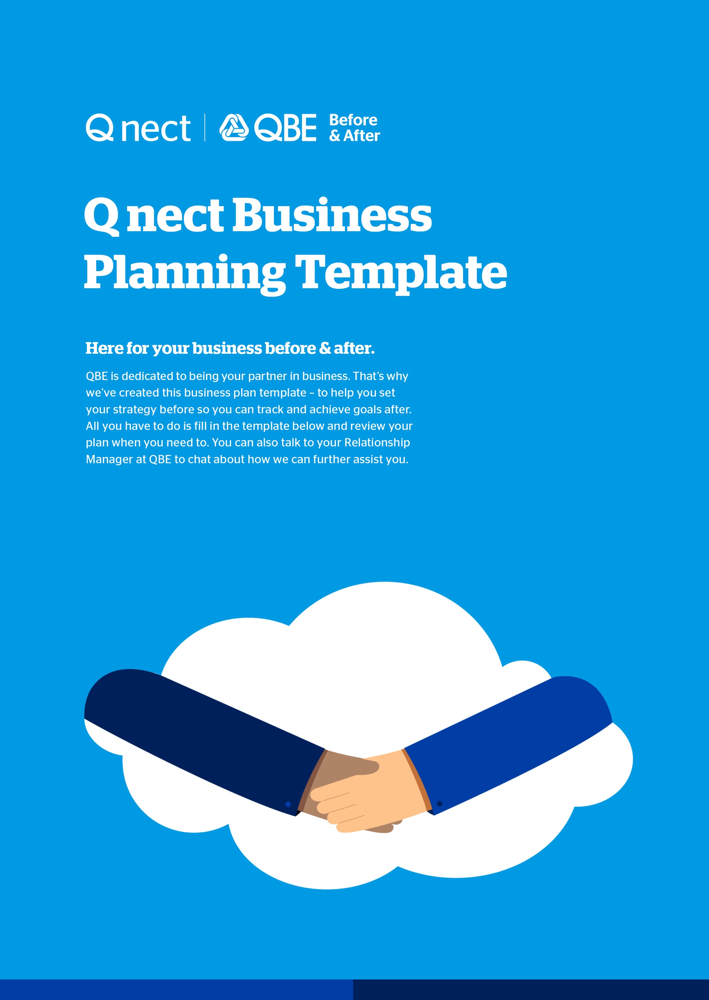 Q nect QBE Before
& After
Q nect Business
Planning Template
Here for your business before & after.
QBE is dedicated to being your partner in business. That’s why
we’ve created this business plan template – to help you set
your strategy before so you can track and achieve goals after.
All you have to do is fill in the template below and review your
plan when you need to. You can also talk to your Relationship
Manager at QBE to chat about how we can further assist you.